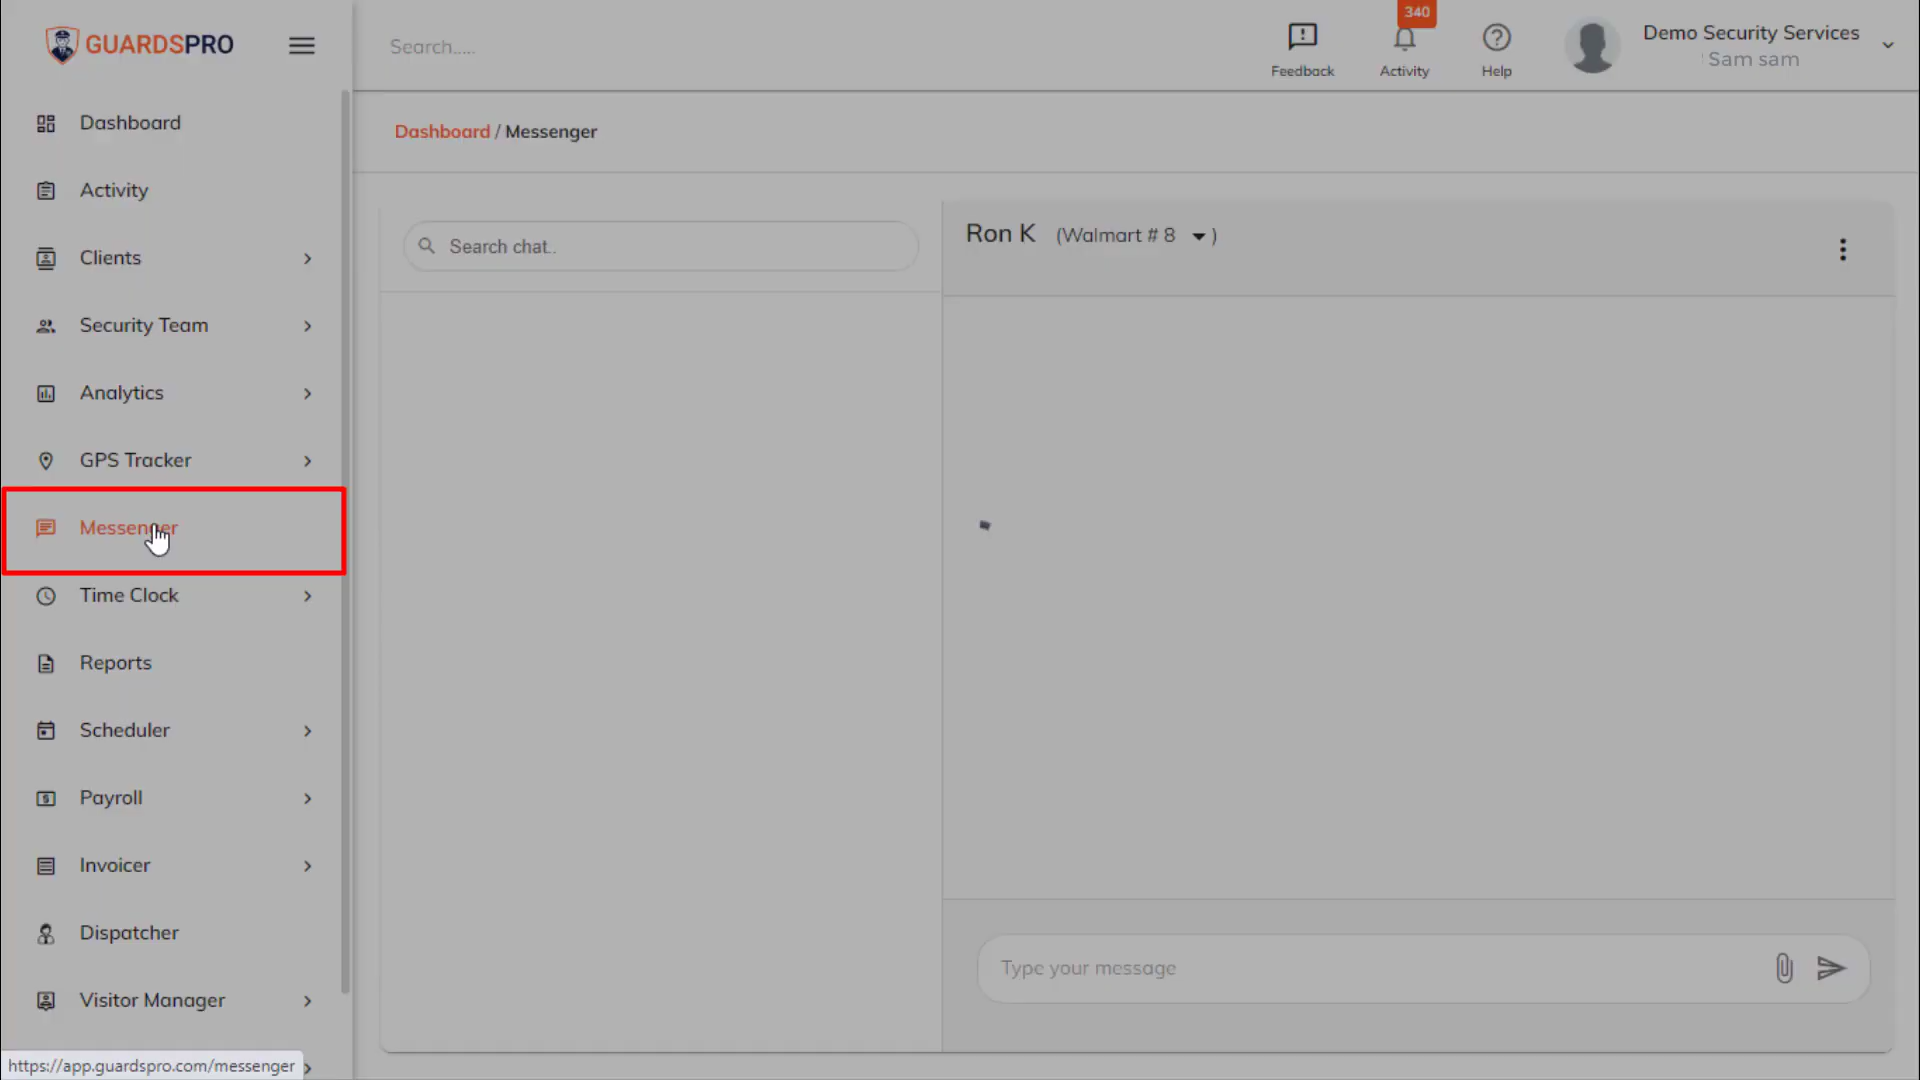 GUARDSPRO
Search.....
340
Feedback
Activity
Help
Demo Security Services
Sam sam
Dashboard
Activity
Clients
Security Team
Analytics
GPS Tracker
Messenger
Time Clock
Reports
Scheduler
Payroll
Invoicer
Dispatcher
Visitor Manager
https://app.guardspro.com/messenger
Dashboard / Messenger
Search chat..
Ron K (Walmart # 8 )
Type your message